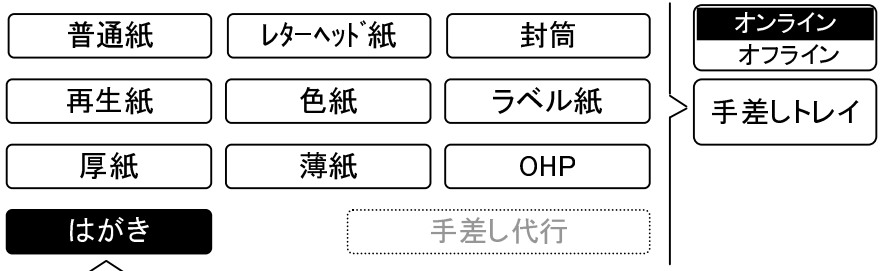 普通紙
レターヘッド紙
封筒
再生紙
色紙
ラベル紙
厚紙
薄紙
OHP
はがき
手差し代行
オンライン
オフライン
手差しトレイ